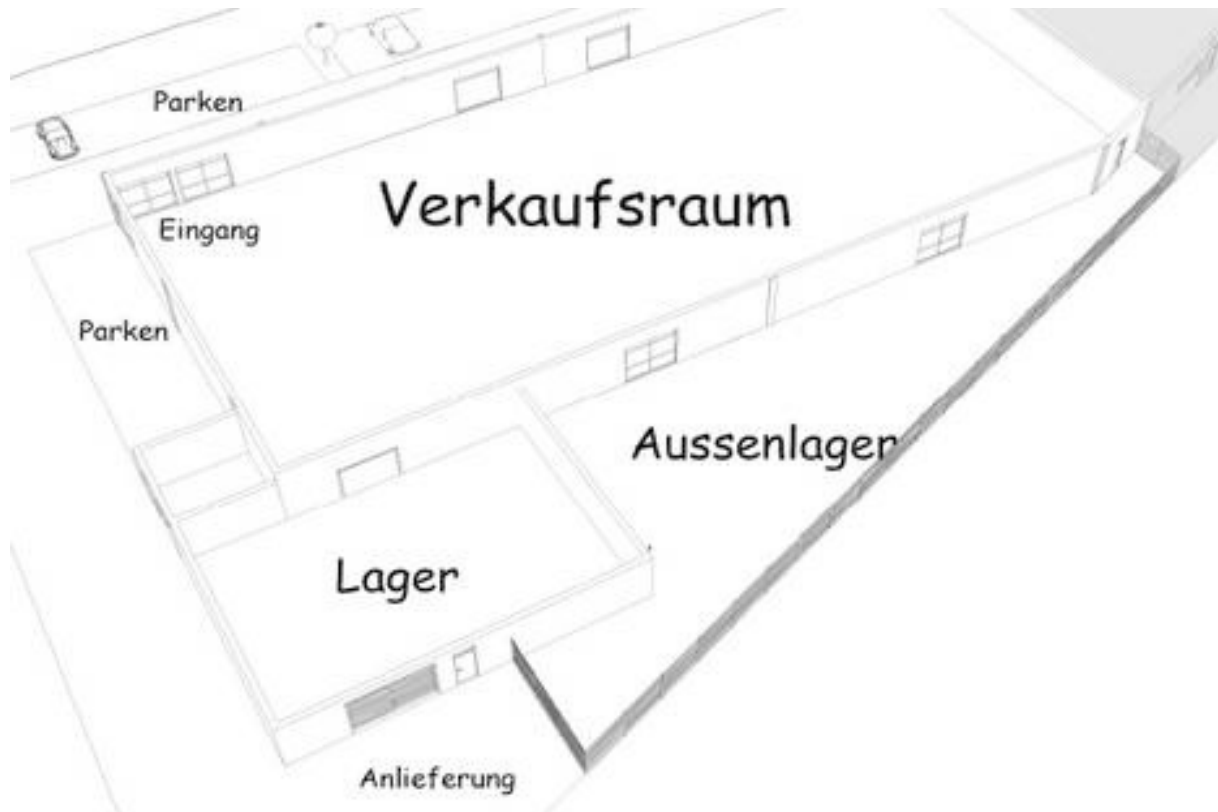 Parken
Verkaufsraum
Eingang
Parken
Aussenlager
Lager
Anlieferung